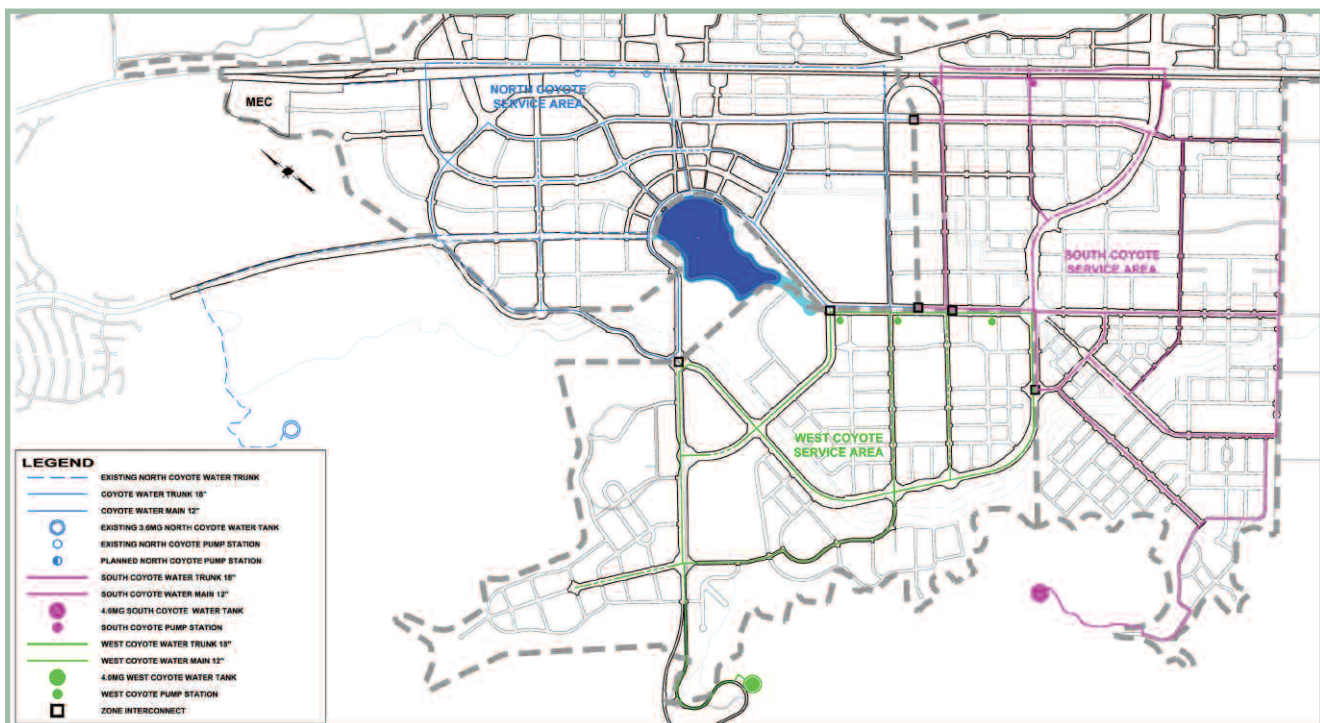 NORTH COYOTE
SERVICE AREA
MEC
SOUTH COYOTE
SERVICE AREA
WEST COYOTE
SERVICE AREA
LEGEND
EXISTING NORTH COYOTE WATER TRUNK
COYOTE WATER TRUNK 18"
COYOTE WATER MAIN 12"
EXISTING 3.6MG NORTH COYOTE WATER TANK
EXISTING NORTH COYOTE PUMP STATION
PLANNED NORTH COYOTE PUMP STATION
SOUTH COYOTE WATER TRUNK 18"
SOUTH COYOTE WATER MAIN 12"
4.0MG SOUTH COYOTE WATER TANK
SOUTH COYOTE PUMP STATION
WEST COYOTE WATER TRUNK 18"
WEST COYOTE WATER MAIN 12"
4.0MG WEST COYOTE WATER TANK
WEST COYOTE PUMP STATION
ZONE INTERCONNECT